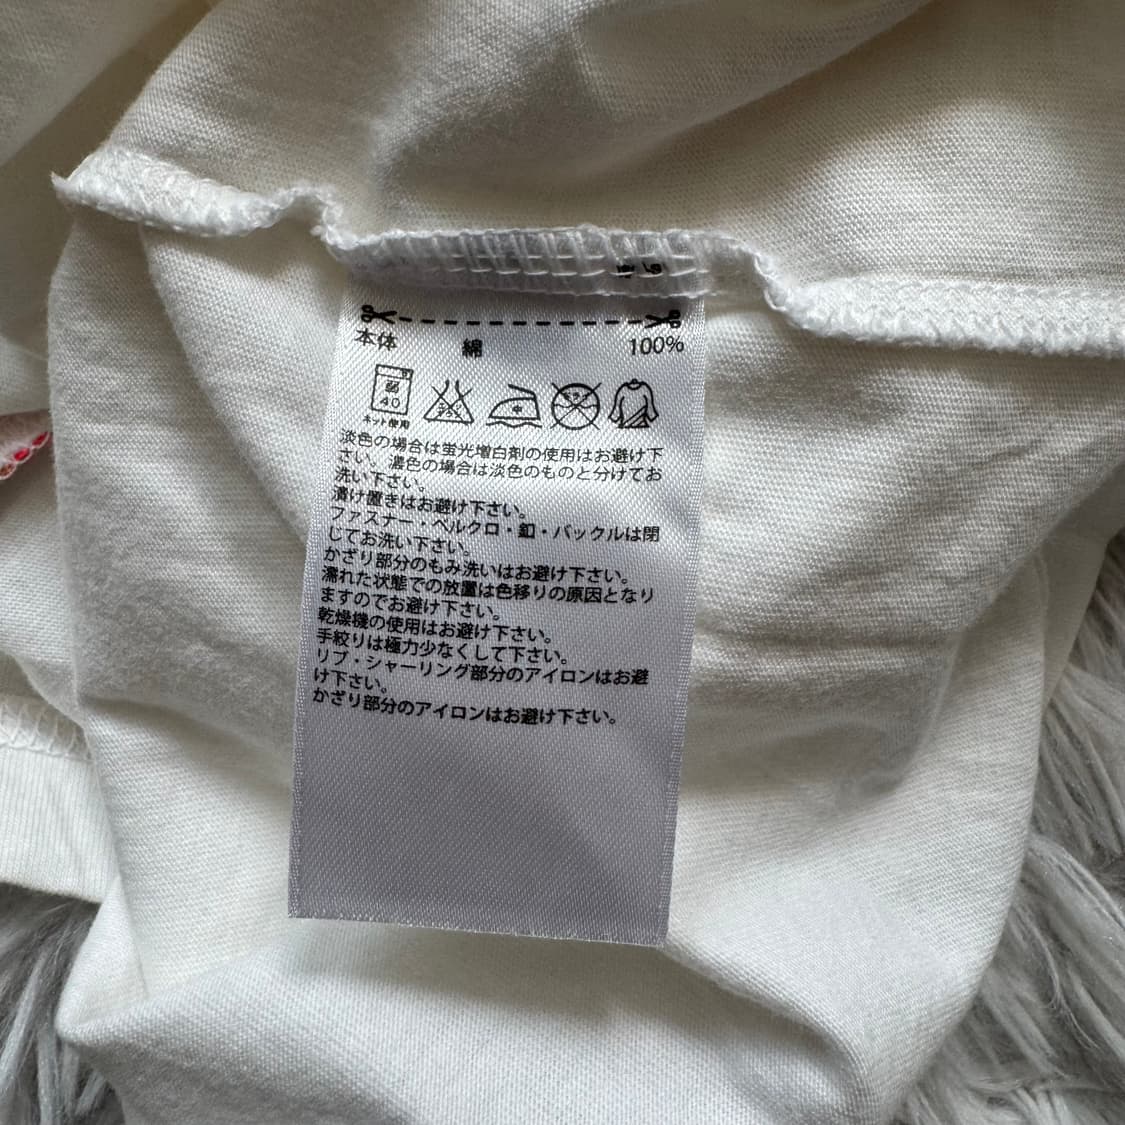 本体 綿 100%
弱
40
ネット使用
淡色の場合は蛍光増白剤の使用はお避け下
さい。濃色の場合は淡色のものと分けてお
洗い下さい。
漬け置きはお避け下さい。
ファスナー・ベルクロ・釦・バックルは閉
じてお洗い下さい。
かざり部分のもみ洗いはお避け下さい。
濡れた状態での放置は色移りの原因となり
ますのでお避け下さい。
乾燥機の使用はお避け下さい。
手絞りは極力少なくして下さい。
リブ・シャーリング部分のアイロンはお避
け下さい。
かざり部分のアイロンはお避け下さい。